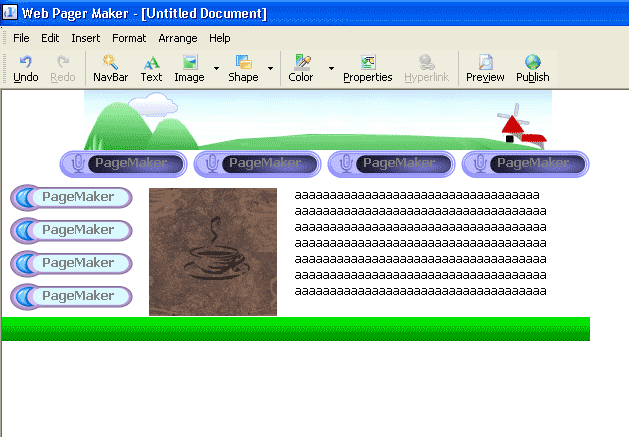 Web Pager Maker - [Untitled Document]
File Edit Insert Format Arrange Help
Undo Redo NavBar Text Image Shape Color Properties Hyperlink Preview Publish
PageMaker PageMaker PageMaker PageMaker
PageMaker
PageMaker
PageMaker
PageMaker
aaaaaaaaaaaaaaaaaaaaaaaaaaaaaaaaaaa
aaaaaaaaaaaaaaaaaaaaaaaaaaaaaaaaaaaa
aaaaaaaaaaaaaaaaaaaaaaaaaaaaaaaaaaaa
aaaaaaaaaaaaaaaaaaaaaaaaaaaaaaaaaaaa
aaaaaaaaaaaaaaaaaaaaaaaaaaaaaaaaaaaa
aaaaaaaaaaaaaaaaaaaaaaaaaaaaaaaaaaaa
aaaaaaaaaaaaaaaaaaaaaaaaaaaaaaaaaaaa